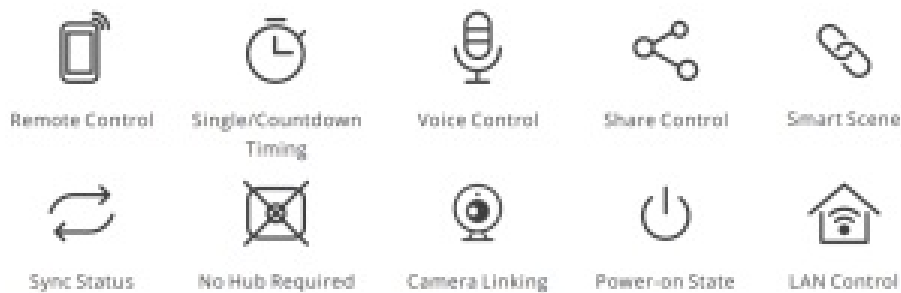 Remote Control
Single/Countdown
Timing
Voice Control
Share Control
Smart Scene
Sync Status
No Hub Required
Camera Linking
Power-on State
LAN Control